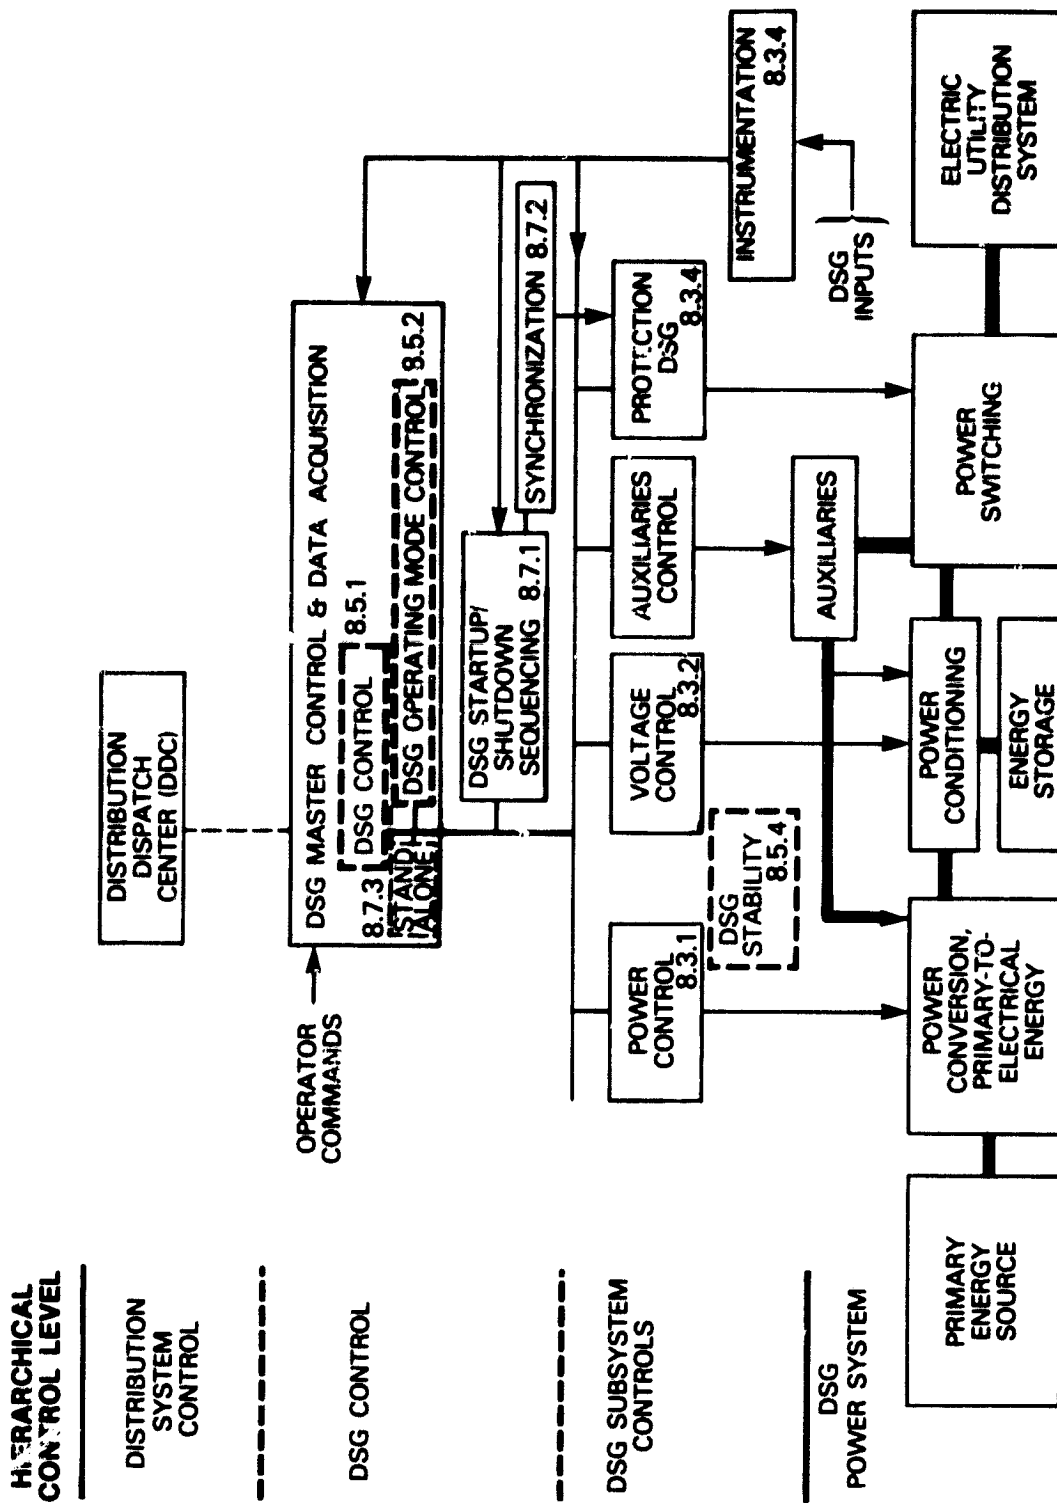 HIERARCHICAL
CONTROL LEVEL
DISTRIBUTION
SYSTEM
CONTROL
DSG CONTROL
DSG SUBSYSTEM
CONTROLS
DSG
POWER SYSTEM
DISTRIBUTION
DISPATCH
CENTER (DDC)
OPERATOR
COMMANDS
DSG MASTER CONTROL & DATA ACQUISITION
DSG CONTROL
8.5.1
8.7.3
STAND
ALONE
DSG OPERATING MODE CONTROL
8.5.2
DSG STARTUP/
SHUTDOWN
SEQUENCING 8.7.1
SYNCHRONIZATION 8.7.2
POWER
CONTROL
8.3.1
VOLTAGE
CONTROL
8.3.2
AUXILIARIES
CONTROL
PROTECTION
DSG
8.3.4
INSTRUMENTATION
8.3.4
DSG
STABILITY
8.5.4
AUXILIARIES
DSG
INPUTS
PRIMARY
ENERGY
SOURCE
POWER
CONVERSION,
PRIMARY-TO-
ELECTRICAL
ENERGY
POWER
CONDITIONING
ENERGY
STORAGE
POWER
SWITCHING
ELECTRIC
UTILITY
DISTRIBUTION
SYSTEM